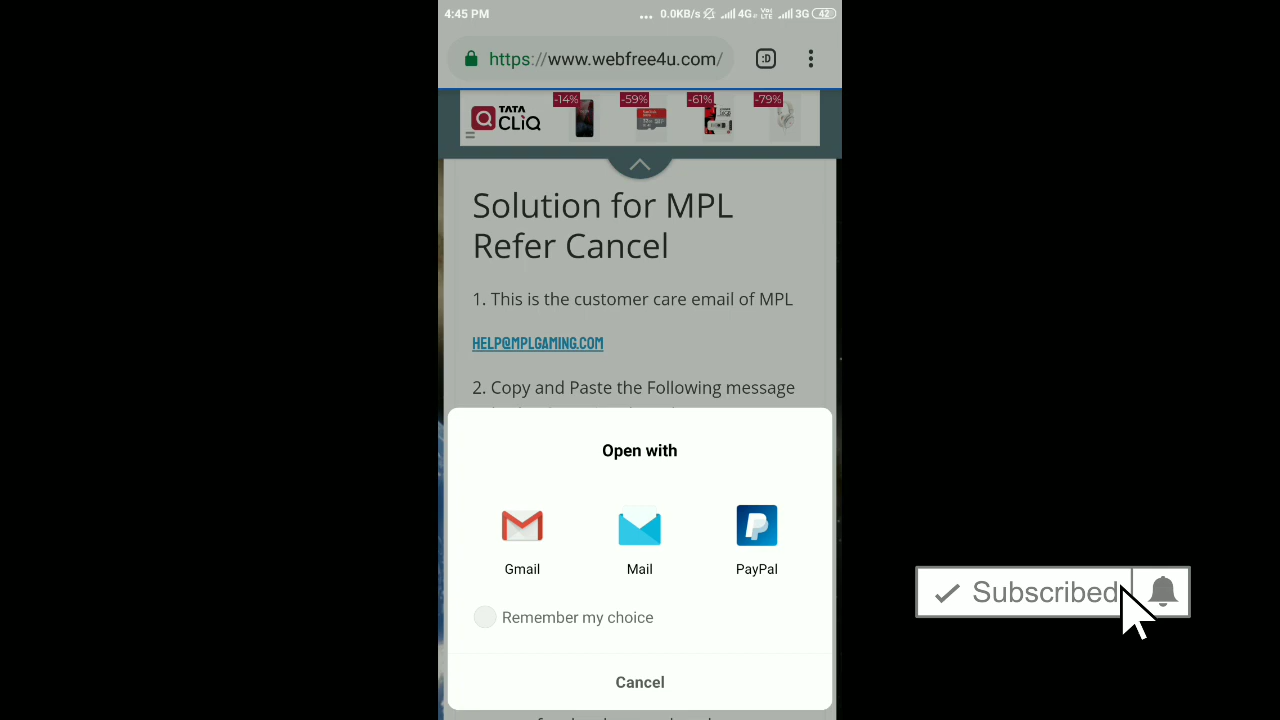 4:45 PM
... 0.0KB/s 4G VoLTE 3G 42
https://www.webfree4u.com/ :D
TATA CLiQ
-14% -59% -61% -79%
Solution for MPL
Refer Cancel
1. This is the customer care email of MPL
HELP@MPLGAMING.COM
2. Copy and Paste the Following message
Open with
Gmail Mail PayPal
Remember my choice
Cancel
Subscribed